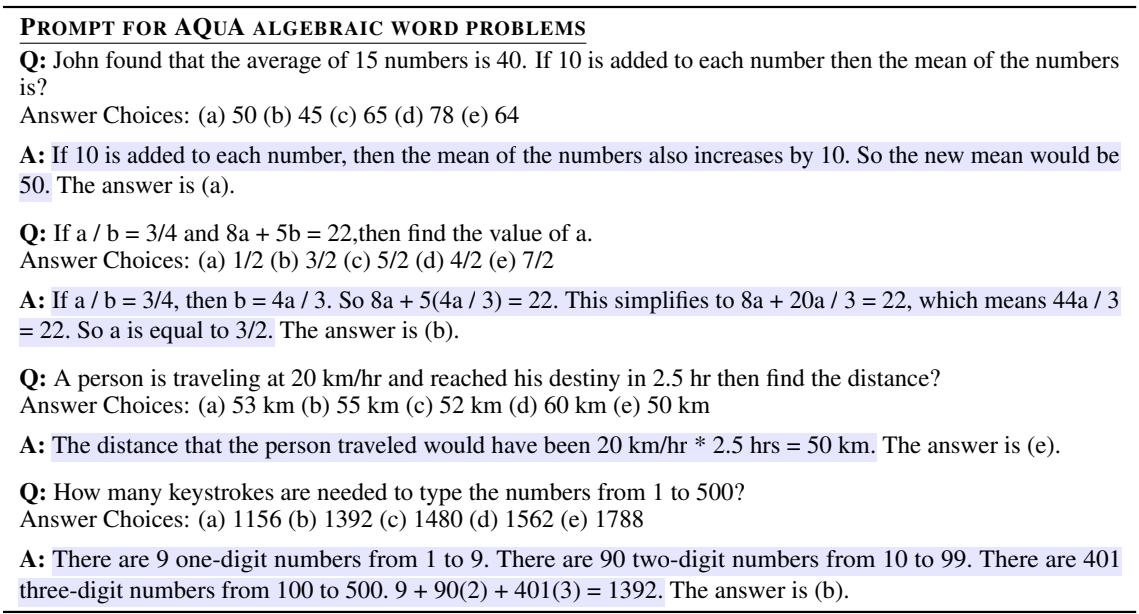 PROMPT FOR AQUA ALGEBRAIC WORD PROBLEMS
Q: John found that the average of 15 numbers is 40. If 10 is added to each number then the mean of the numbers
is?
Answer Choices: (a) 50 (b) 45 (c) 65 (d) 78 (e) 64
A: If 10 is added to each number, then the mean of the numbers also increases by 10. So the new mean would be
50. The answer is (a).
Q: If a / b = 3/4 and 8a + 5b = 22,then find the value of a.
Answer Choices: (a) 1/2 (b) 3/2 (c) 5/2 (d) 4/2 (e) 7/2
A: If a / b = 3/4, then b = 4a / 3. So 8a + 5(4a / 3) = 22. This simplifies to 8a + 20a / 3 = 22, which means 44a / 3
= 22. So a is equal to 3/2. The answer is (b).
Q: A person is traveling at 20 km/hr and reached his destiny in 2.5 hr then find the distance?
Answer Choices: (a) 53 km (b) 55 km (c) 52 km (d) 60 km (e) 50 km
A: The distance that the person traveled would have been 20 km/hr * 2.5 hrs = 50 km. The answer is (e).
Q: How many keystrokes are needed to type the numbers from 1 to 500?
Answer Choices: (a) 1156 (b) 1392 (c) 1480 (d) 1562 (e) 1788
A: There are 9 one-digit numbers from 1 to 9. There are 90 two-digit numbers from 10 to 99. There are 401
three-digit numbers from 100 to 500. 9 + 90(2) + 401(3) = 1392. The answer is (b).